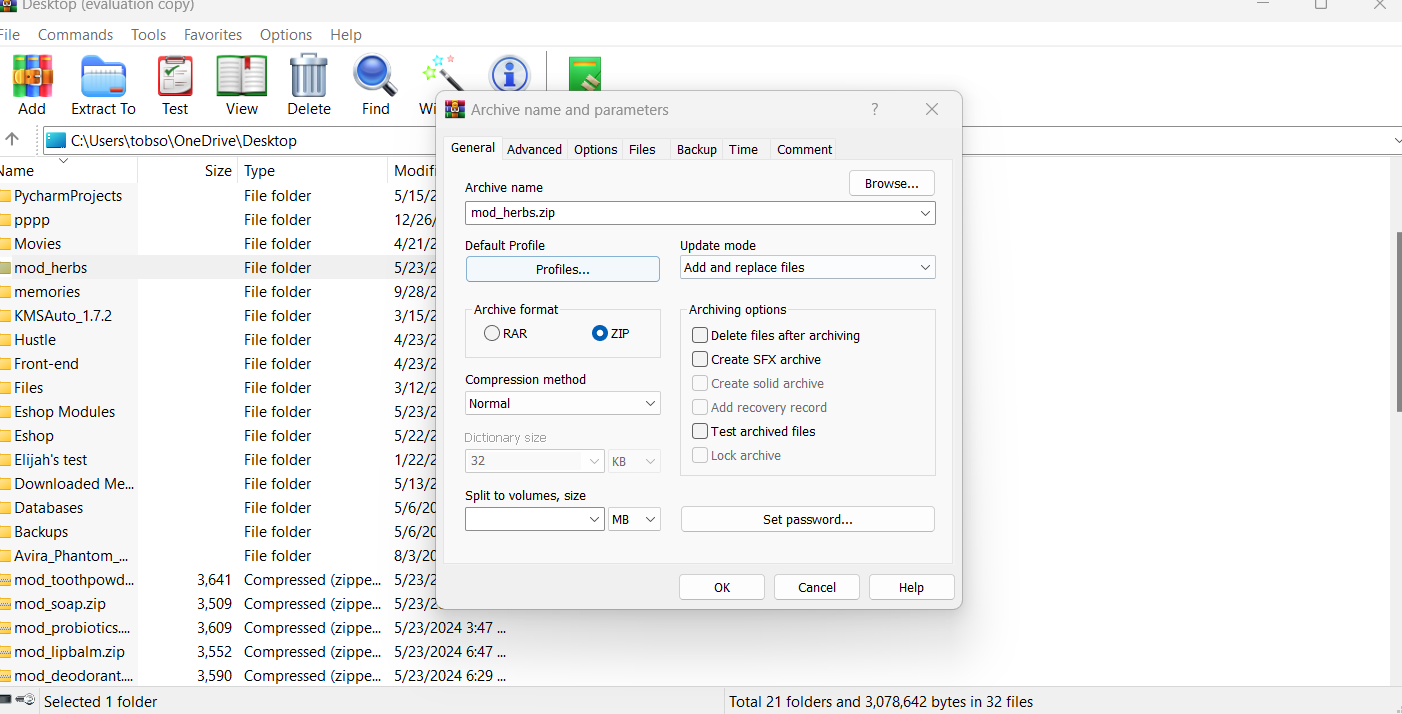 Desktop (evaluation copy)
File Commands Tools Favorites Options Help
Add Extract To Test View Delete Find
C:\Users\tobso\OneDrive\Desktop
Name Size Type
PycharmProjects File folder 5/15/2
pppp File folder 12/26/
Movies File folder 4/21/2
mod_herbs File folder 5/23/2
memories File folder 9/28/2
KMSAuto_1.7.2 File folder 3/15/2
Hustle File folder 4/23/2
Front-end File folder 4/23/2
Files File folder 3/12/2
Eshop Modules File folder 5/23/2
Eshop File folder 5/22/2
Elijah's test File folder 1/22/2
Downloaded Me... File folder 5/13/2
Databases File folder 5/6/20
Backups File folder 5/6/20
Avira_Phantom_... File folder 8/3/20
mod_toothpowd... 3,641 Compressed (zippe... 5/23/2
mod_soap.zip 3,509 Compressed (zippe... 5/23/2
mod_probiotics.... 3,609 Compressed (zippe... 5/23/2024 3:47 ...
mod_lipbalm.zip 3,552 Compressed (zippe... 5/23/2024 6:47 ...
mod_deodorant.... 3,590 Compressed (zippe... 5/23/2024 6:29 ...
Selected 1 folder Total 21 folders and 3,078,642 bytes in 32 files
Archive name and parameters ?
General Advanced Options Files Backup Time Comment
Archive name Browse...
mod_herbs.zip
Default Profile Update mode
Profiles... Add and replace files
Archive format Archiving options
RAR ZIP Delete files after archiving
Create SFX archive
Compression method Create solid archive
Normal Add recovery record
Dictionary size Test archived files
32 KB Lock archive
Split to volumes, size
MB Set password...
OK Cancel Help